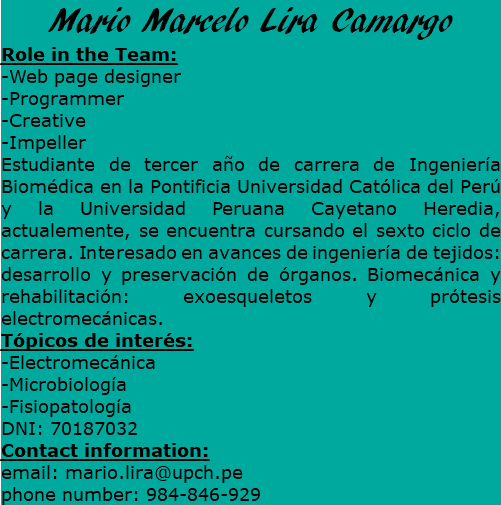 Mario Marcelo Lira Camargo
Role in the Team:
-Web page designer
-Programmer
-Creative
-Impeller
Estudiante de tercer año de carrera de Ingeniería
Biomédica en la Pontificia Universidad Católica del Perú
y la Universidad Peruana Cayetano Heredia,
actualemente, se encuentra cursando el sexto ciclo de
carrera. Interesado en avances de ingeniería de tejidos:
desarrollo y preservación de órganos. Biomecánica y
rehabilitación: exoesqueletos y prótesis
electromecánicas.
Tópicos de interés:
-Electromecánica
-Microbiología
-Fisiopatología
DNI: 70187032
Contact information:
email: mario.lira@upch.pe
phone number: 984-846-929